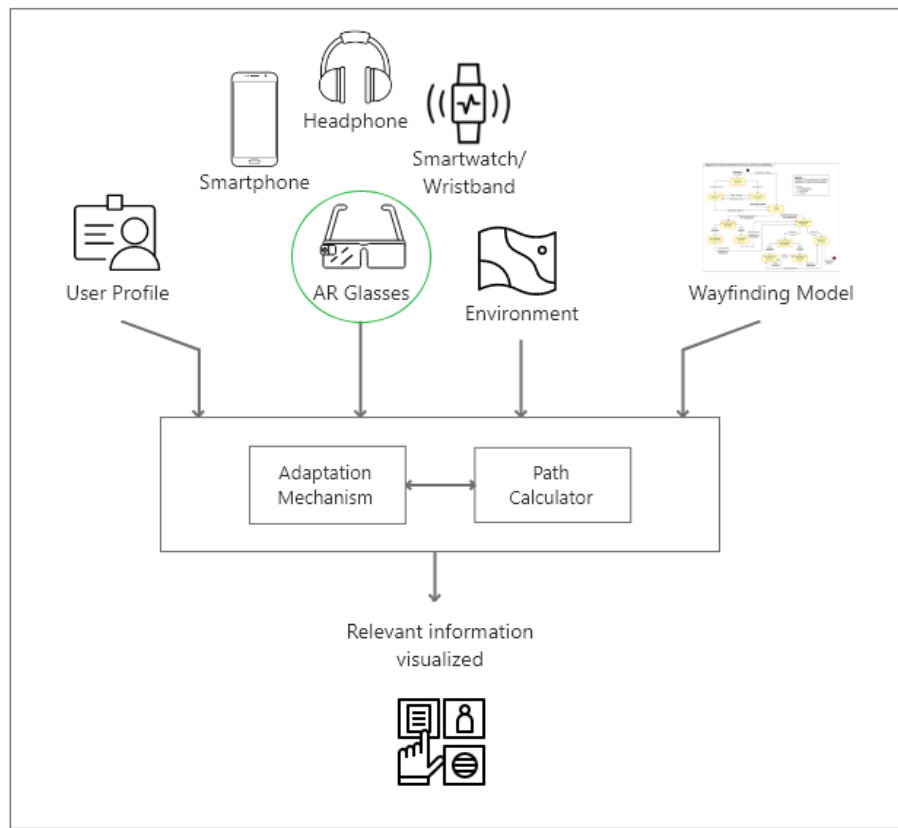 Headphone
Smartphone
Smartwatch/
Wristband
User Profile
AR Glasses
Environment
Wayfinding Model
Adaptation
Mechanism
Path
Calculator
Relevant information
visualized